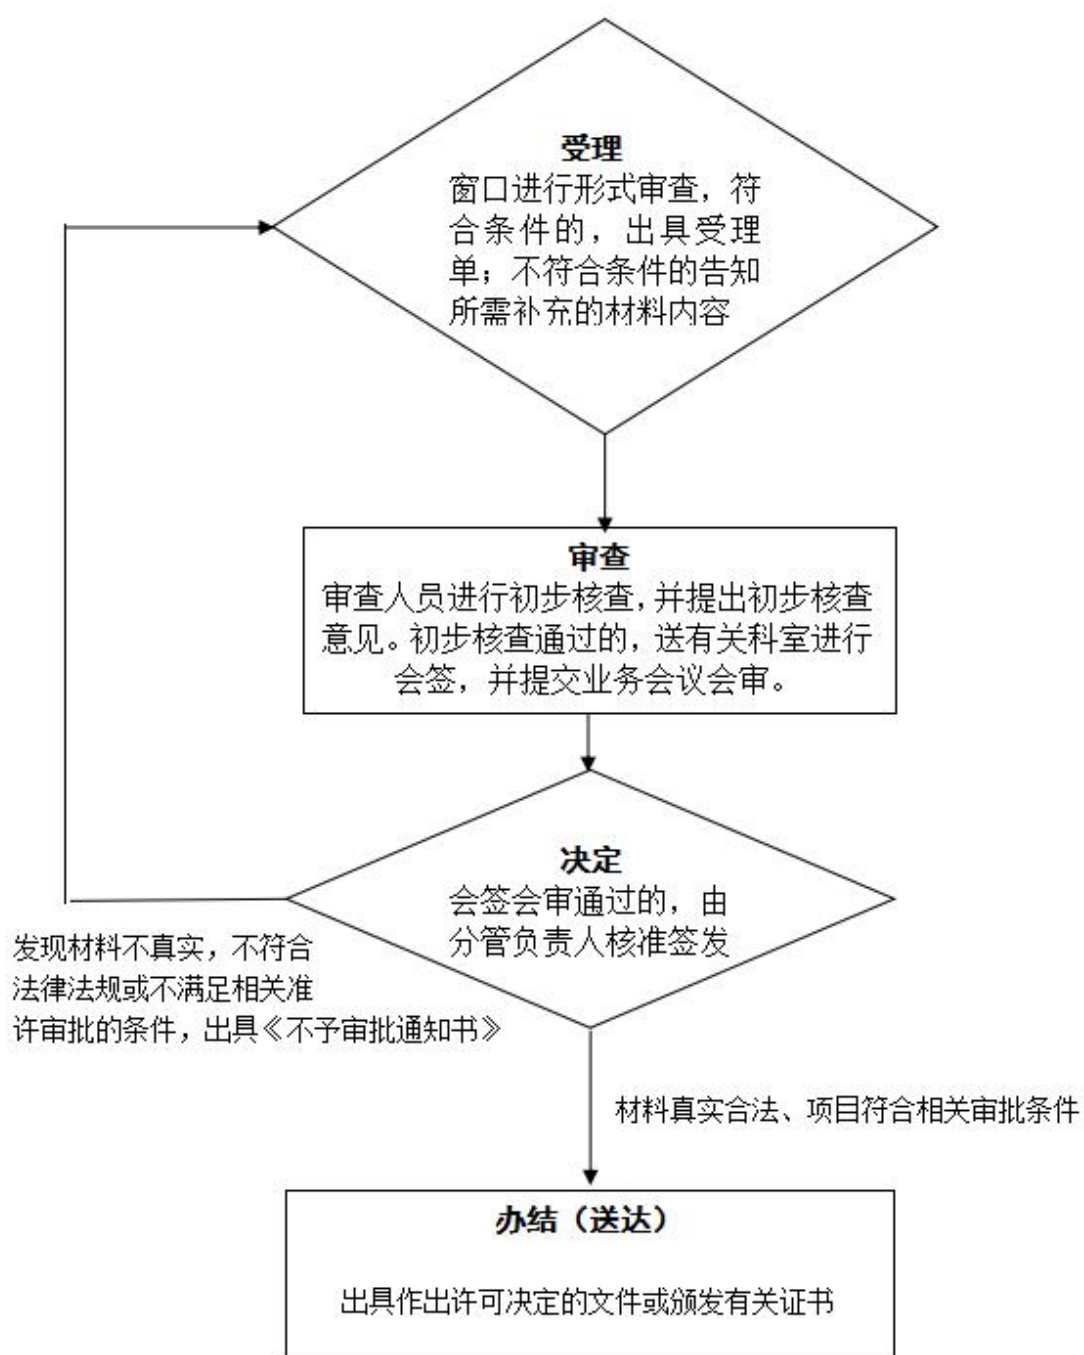 受理
窗口进行形式审查，符
合条件的，出具受理
单；不符合条件的告知
所需补充的材料内容
审查
审查人员进行初步核查，并提出初步核查
意见。初步核查通过的，送有关科室进行
会签，并提交业务会议会审。
决定
会签会审通过的，由
分管负责人核准签发
发现材料不真实，不符合
法律法规或不满足相关准
许审批的条件，出具《不予审批通知书》
材料真实合法、项目符合相关审批条件
办结（送达）
出具作出许可决定的文件或颁发有关证书